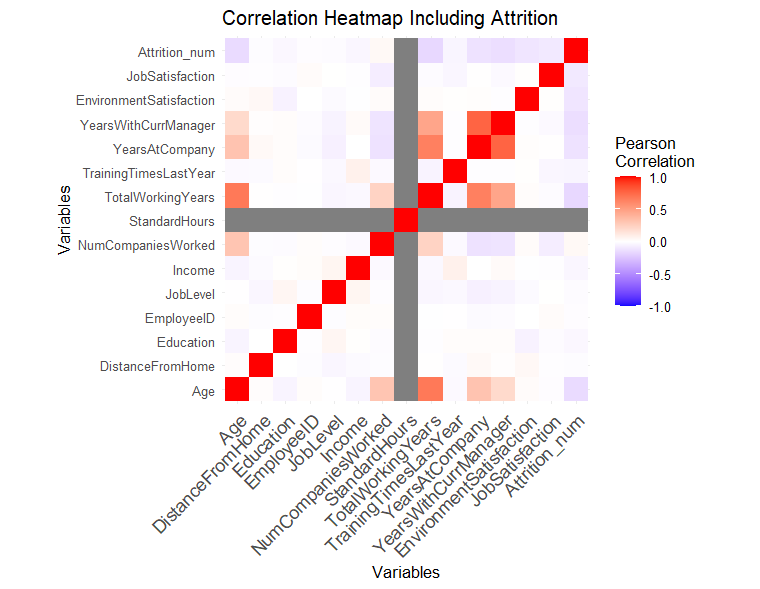 Correlation Heatmap Including Attrition
Variables
Attrition_num
JobSatisfaction
EnvironmentSatisfaction
YearsWithCurrManager
YearsAtCompany
TrainingTimesLastYear
TotalWorkingYears
StandardHours
NumCompaniesWorked
Income
JobLevel
EmployeeID
Education
DistanceFromHome
Age
Age
DistanceFromHome
Education
EmployeeID
JobLevel
Income
NumCompaniesWorked
StandardHours
TotalWorkingYears
TrainingTimesLastYear
YearsAtCompany
YearsWithCurrManager
EnvironmentSatisfaction
JobSatisfaction
Attrition_num
Variables
Pearson
Correlation
1.0
0.5
0.0
-0.5
-1.0